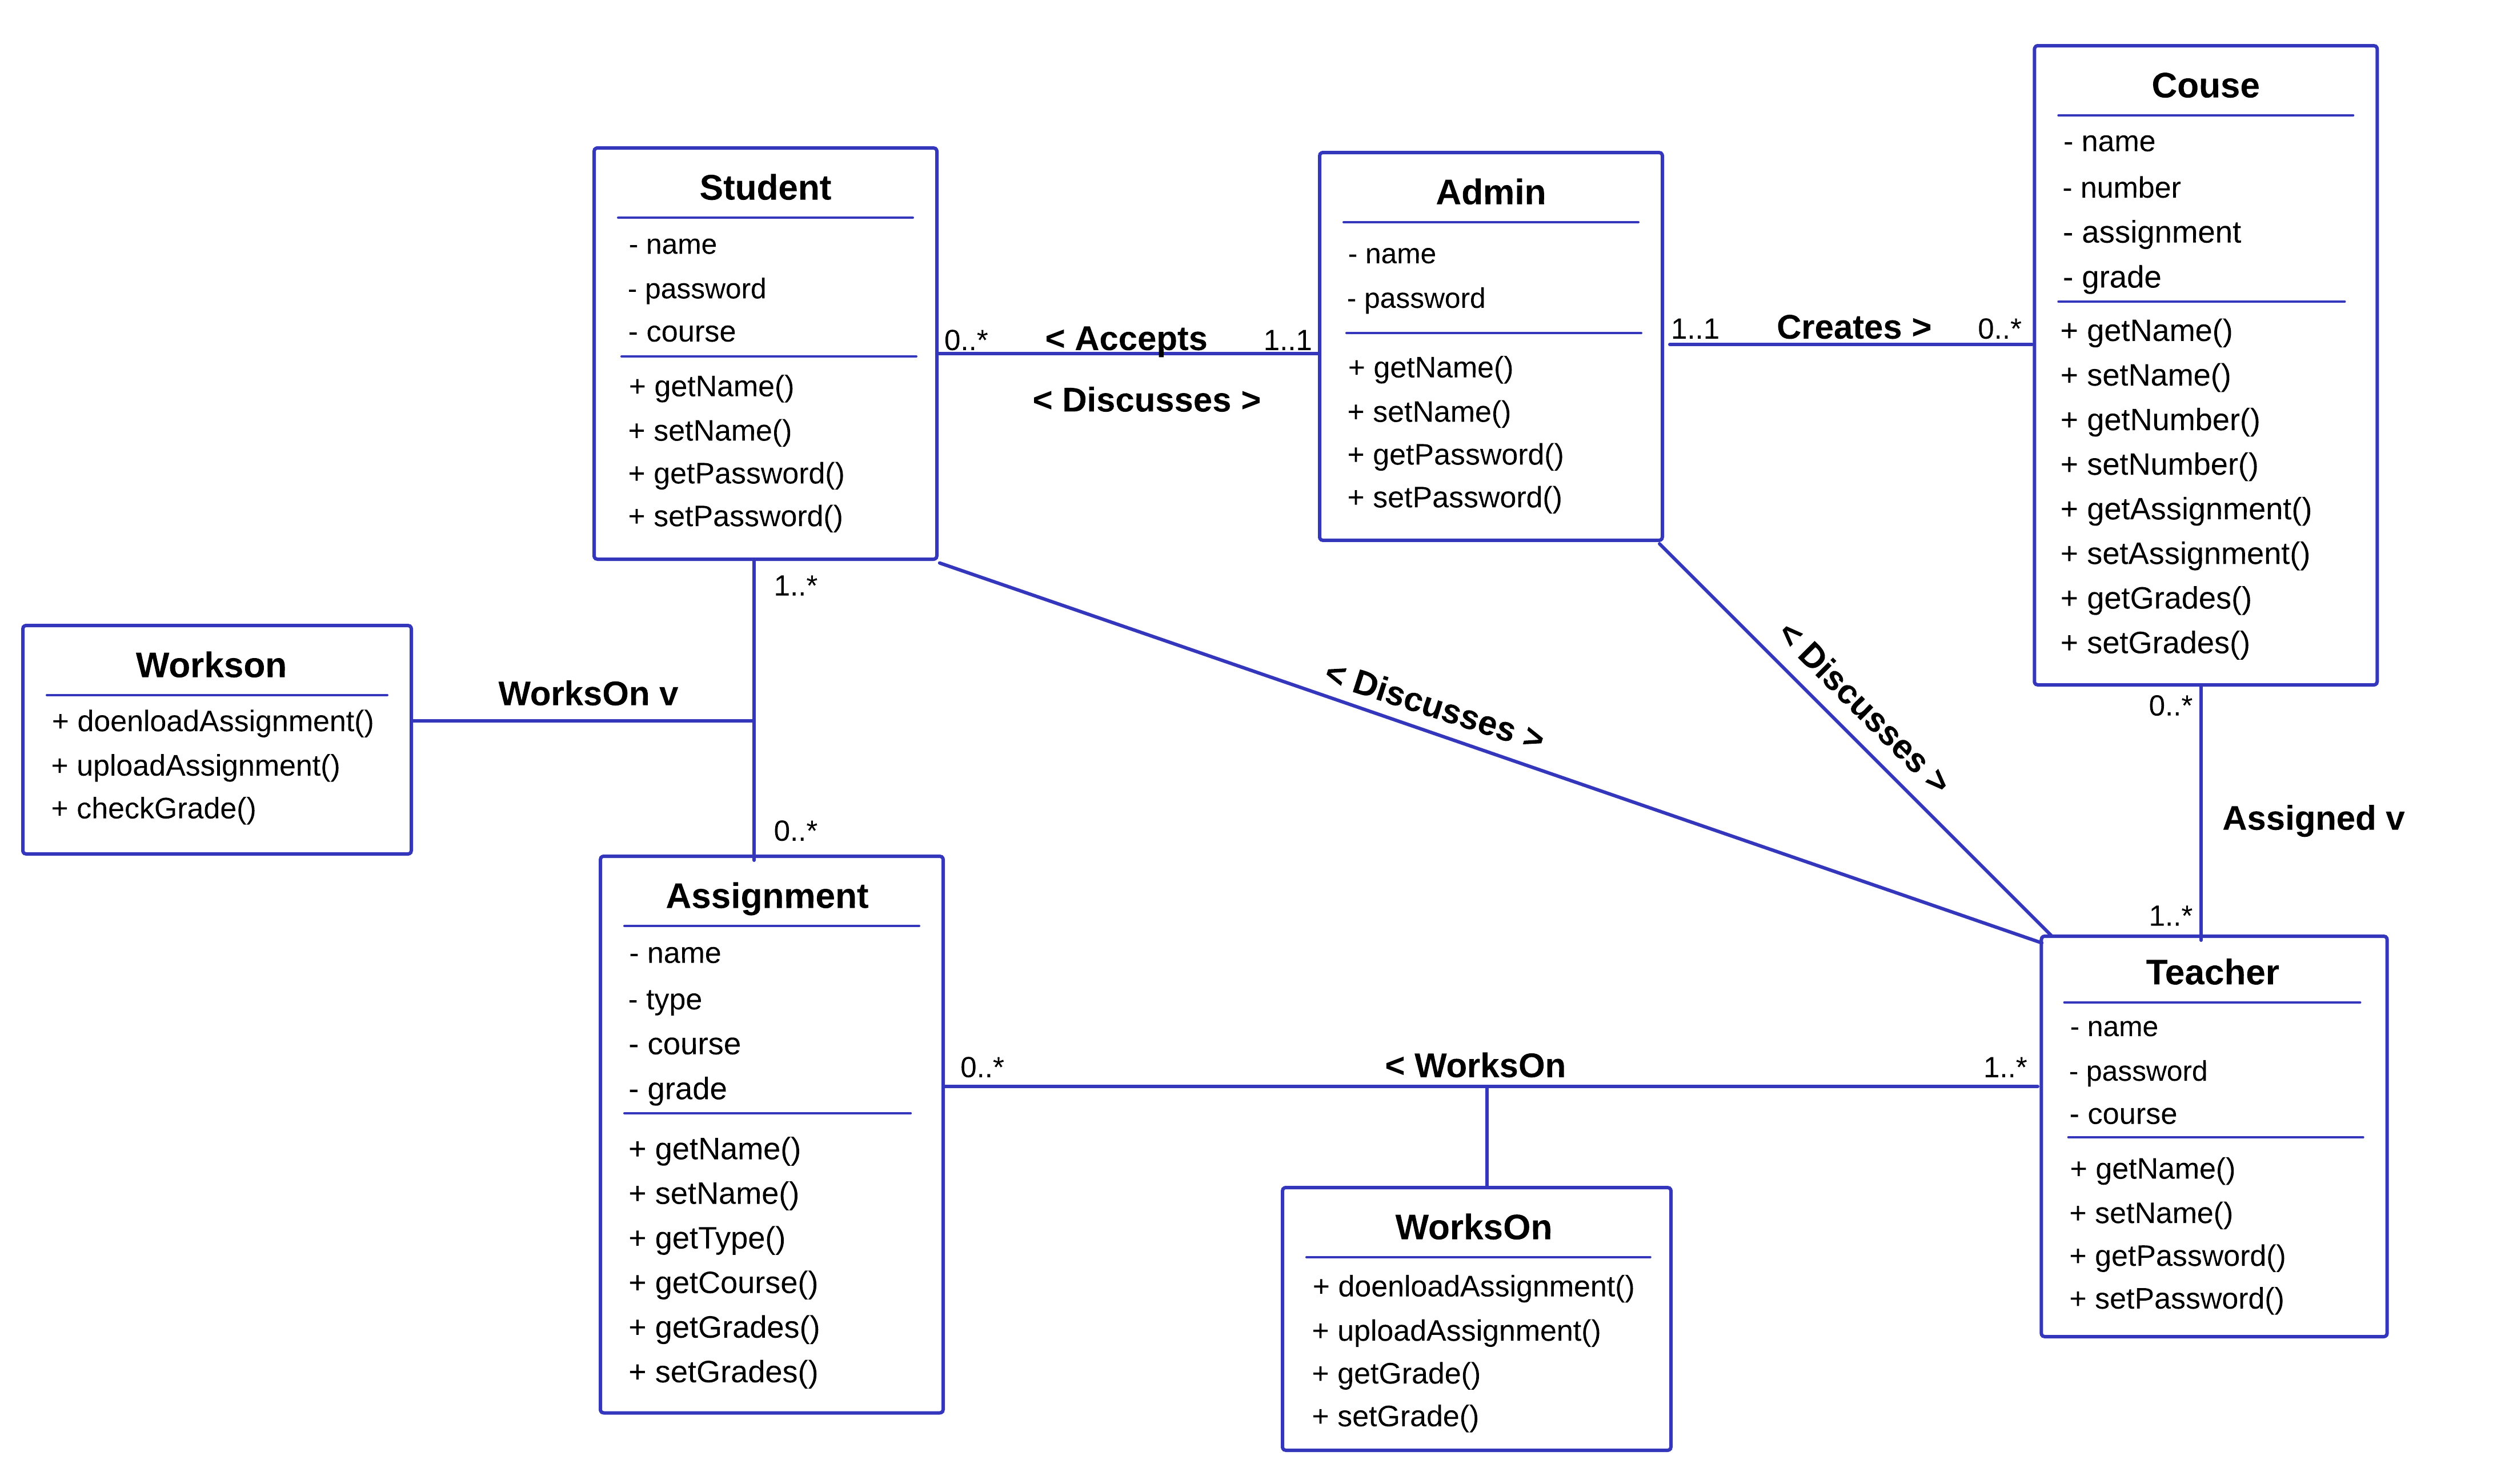 Couse
- name
- number
- assignment
- grade
+ getName()
+ setName()
+ getNumber()
+ setNumber()
+ getAssignment()
+ setAssignment()
+ getGrades()
+ setGrades()
Student
- name
- password
- course
+ getName()
+ setName()
+ getPassword()
+ setPassword()
0..*
< Accepts
1..1
< Discusses >
Admin
- name
- password
+ getName()
+ setName()
+ getPassword()
+ setPassword()
1..1
Creates >
0..*
1..*
Workson
+ doenloadAssignment()
+ uploadAssignment()
+ checkGrade()
WorksOn v
0..*
< Discusses >
< Discusses >
0..*
Assigned v
1..*
Assignment
- name
- type
- course
- grade
+ getName()
+ setName()
+ getType()
+ getCourse()
+ getGrades()
+ setGrades()
0..*
< WorksOn
1..*
WorksOn
+ doenloadAssignment()
+ uploadAssignment()
+ getGrade()
+ setGrade()
Teacher
- name
- password
- course
+ getName()
+ setName()
+ getPassword()
+ setPassword()